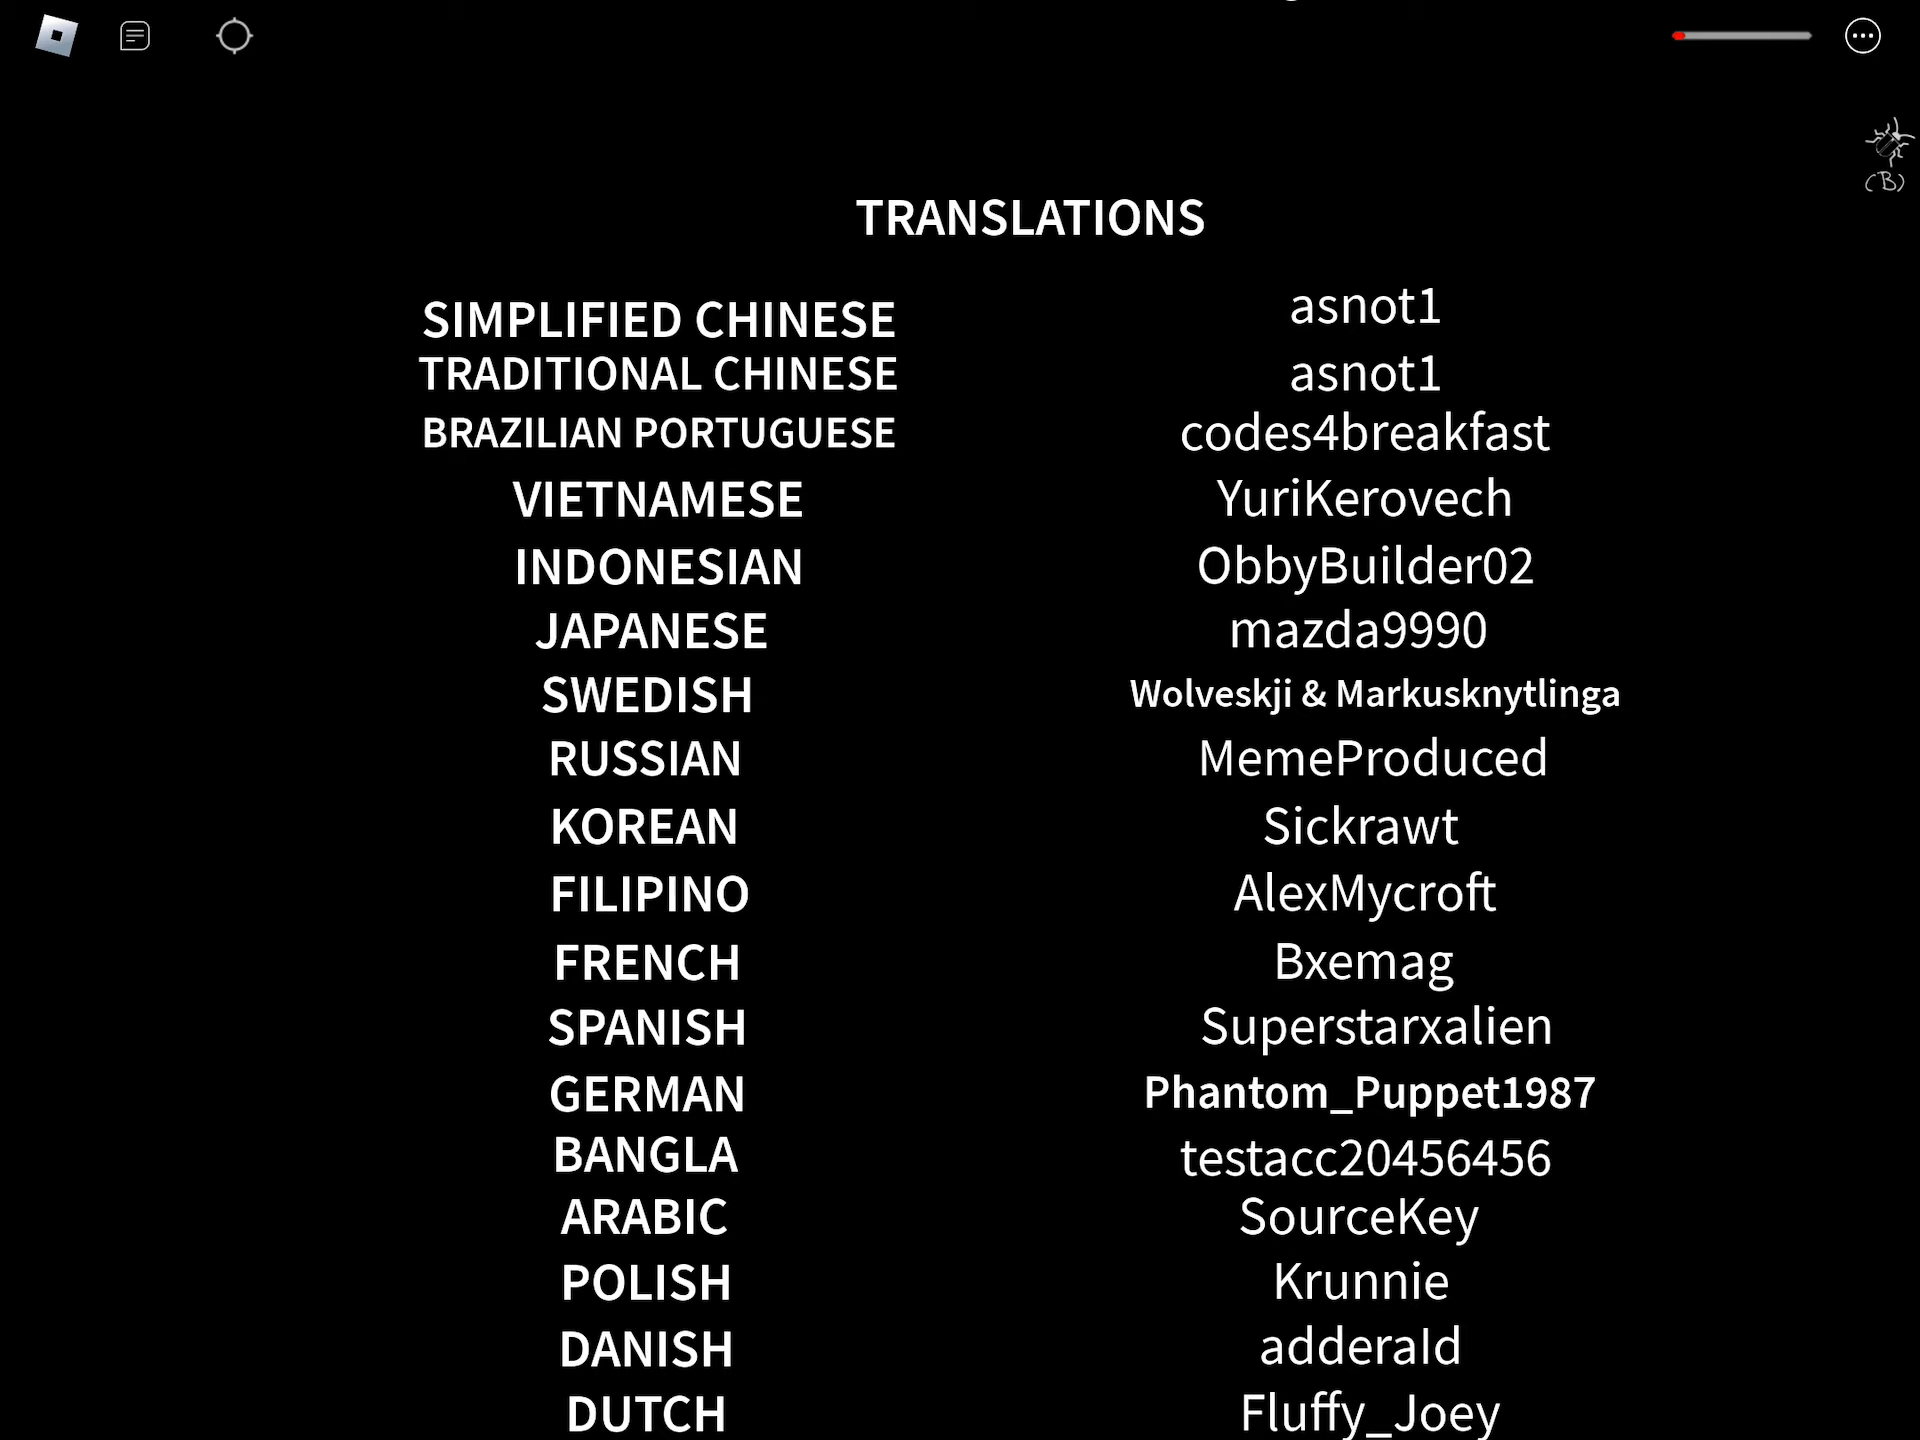 (B)
TRANSLATIONS
SIMPLIFIED CHINESE asnot1
TRADITIONAL CHINESE asnot1
BRAZILIAN PORTUGUESE codes4breakfast
VIETNAMESE YuriKerovech
INDONESIAN ObbyBuilder02
JAPANESE mazda9990
SWEDISH Wolveskji & Markusknytlinga
RUSSIAN MemeProduced
KOREAN Sickrawt
FILIPINO AlexMycroft
FRENCH Bxemag
SPANISH Superstarxalien
GERMAN Phantom_Puppet1987
BANGLA testacc20456456
ARABIC SourceKey
POLISH Krunnie
DANISH adderald
DUTCH Fluffy_Joey